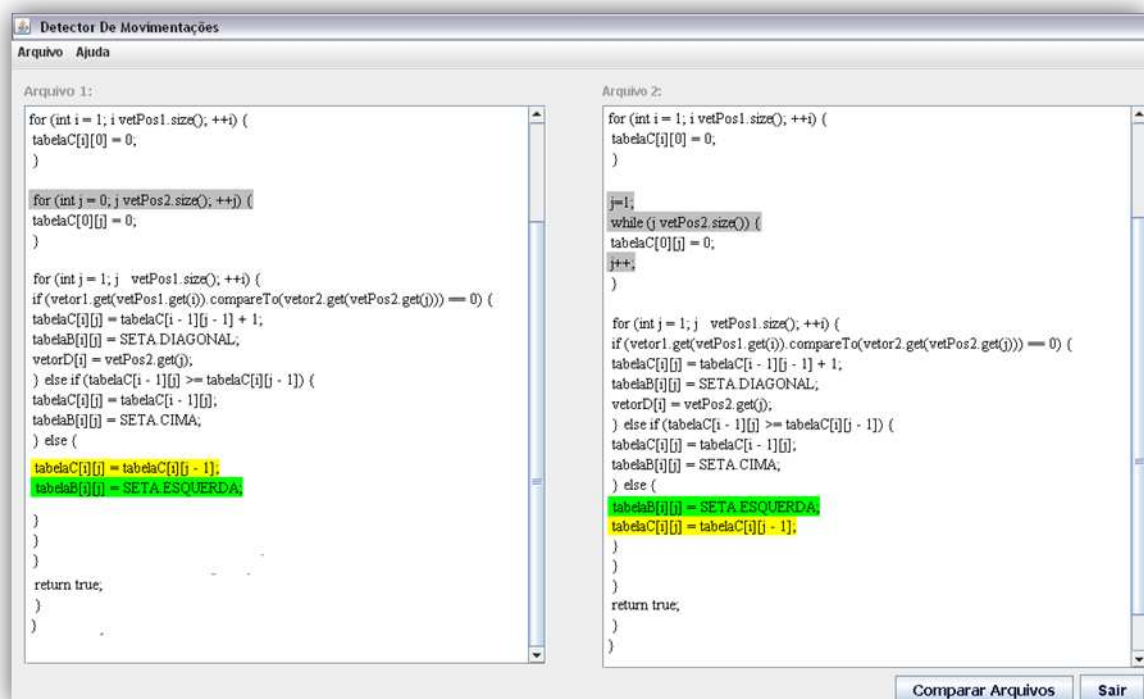 Detector De Movimentações
Arquivo Ajuda
Arquivo 1:
for (int i = 1; i vetPos1.size(); ++i) {
tabelaC[i][0] = 0;
}
for (int j = 0; j vetPos2.size(); ++j) {
tabelaC[0][j] = 0;
}
for (int j = 1; j vetPos1.size(); ++i) {
if (vetor1.get(vetPos1.get(i)).compareTo(vetor2.get(vetPos2.get(j))) == 0) {
tabelaC[i][j] = tabelaC[i - 1][j - 1] + 1;
tabelaB[i][j] = SETA.DIAGONAL;
vetorD[i] = vetPos2.get(j),
} else if (tabelaC[i - 1][j] >= tabelaC[i][j - 1]) {
tabelaC[i][j] = tabelaC[i - 1][j];
tabelaB[i][j] = SETA.CIMA;
} else {
tabelaC[i][j] = tabelaC[i][j - 1];
tabelaB[i][j] = SETA.ESQUERDA;
}
}
}
return true;
}
}
Arquivo 2:
for (int i = 1; i vetPos1.size(); ++i) {
tabelaC[i][0] = 0;
}
j=1;
while (j vetPos2.size()) {
tabelaC[0][j] = 0;
j++;
}
for (int j = 1; j vetPos1.size(); ++i) {
if (vetor1.get(vetPos1.get(i)).compareTo(vetor2.get(vetPos2.get(j))) == 0) {
tabelaC[i][j] = tabelaC[i - 1][j - 1] + 1;
tabelaB[i][j] = SETA.DIAGONAL;
vetorD[i] = vetPos2.get(j),
} else if (tabelaC[i - 1][j] >= tabelaC[i][j - 1]) {
tabelaC[i][j] = tabelaC[i - 1][j];
tabelaB[i][j] = SETA.CIMA;
} else {
tabelaB[i][j] = SETA.ESQUERDA;
tabelaC[i][j] = tabelaC[i][j - 1];
}
}
}
return true;
}
}
Comparar Arquivos Sair